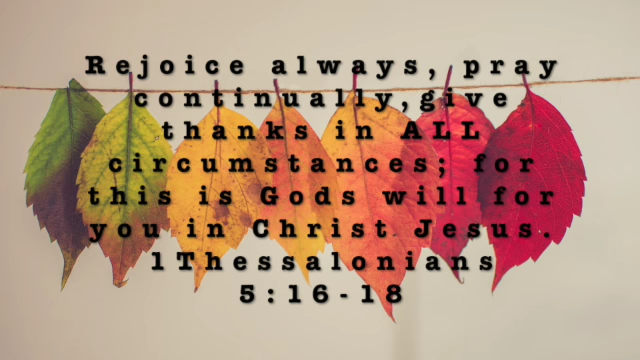 Rejoice always, pray
continually,give
thanks in ALL
circumstances; for
this is Gods will for
you in Christ Jesus.
1Thessalonians
5:16-18